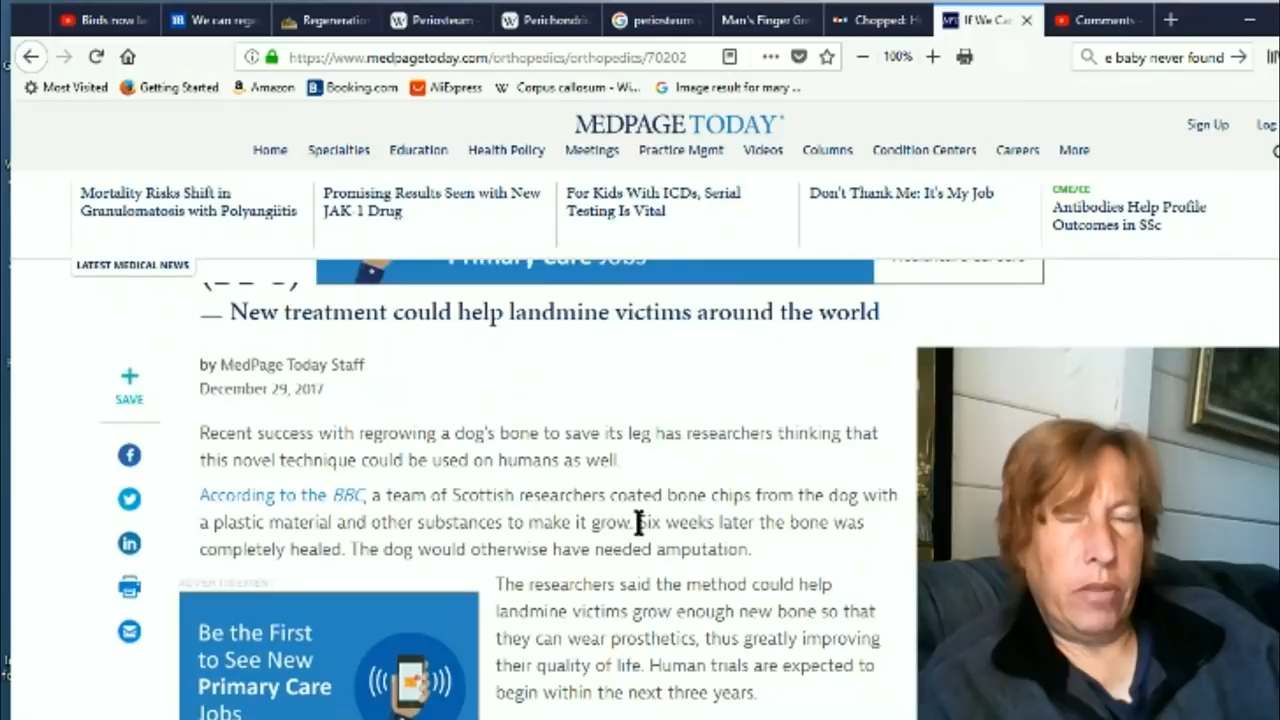 Birds now la
We can rege
Regeneratio
Periosteum -
Perichondri
periosteum
Man's Finger Gr
Chopped: H
If We Car
Comments -
https://www.medpagetoday.com/orthopedics/orthopedics/70202
100%
e baby never found
Most Visited
Getting Started
Amazon
Booking.com
AliExpress
Corpus callosum - Wi...
Image result for mary ...
MEDPAGE TODAY
Sign Up
Log
Home Specialties Education Health Policy Meetings Practice Mgmt Videos Columns Condition Centers Careers More
Mortality Risks Shift in
Granulomatosis with Polyangiitis
Promising Results Seen with New
JAK-1 Drug
For Kids With ICDs, Serial
Testing Is Vital
Don't Thank Me: It's My Job
CME/CE
Antibodies Help Profile
Outcomes in SSc
LATEST MEDICAL NEWS
Primary Care Jobs
— New treatment could help landmine victims around the world
by MedPage Today Staff
December 29, 2017
SAVE
Recent success with regrowing a dog's bone to save its leg has researchers thinking that
this novel technique could be used on humans as well.
According to the BBC, a team of Scottish researchers coated bone chips from the dog with
a plastic material and other substances to make it grow. Six weeks later the bone was
completely healed. The dog would otherwise have needed amputation.
ADVERTISEMENT
Be the First
to See New
Primary Care
Jobs
The researchers said the method could help
landmine victims grow enough new bone so that
they can wear prosthetics, thus greatly improving
their quality of life. Human trials are expected to
begin within the next three years.